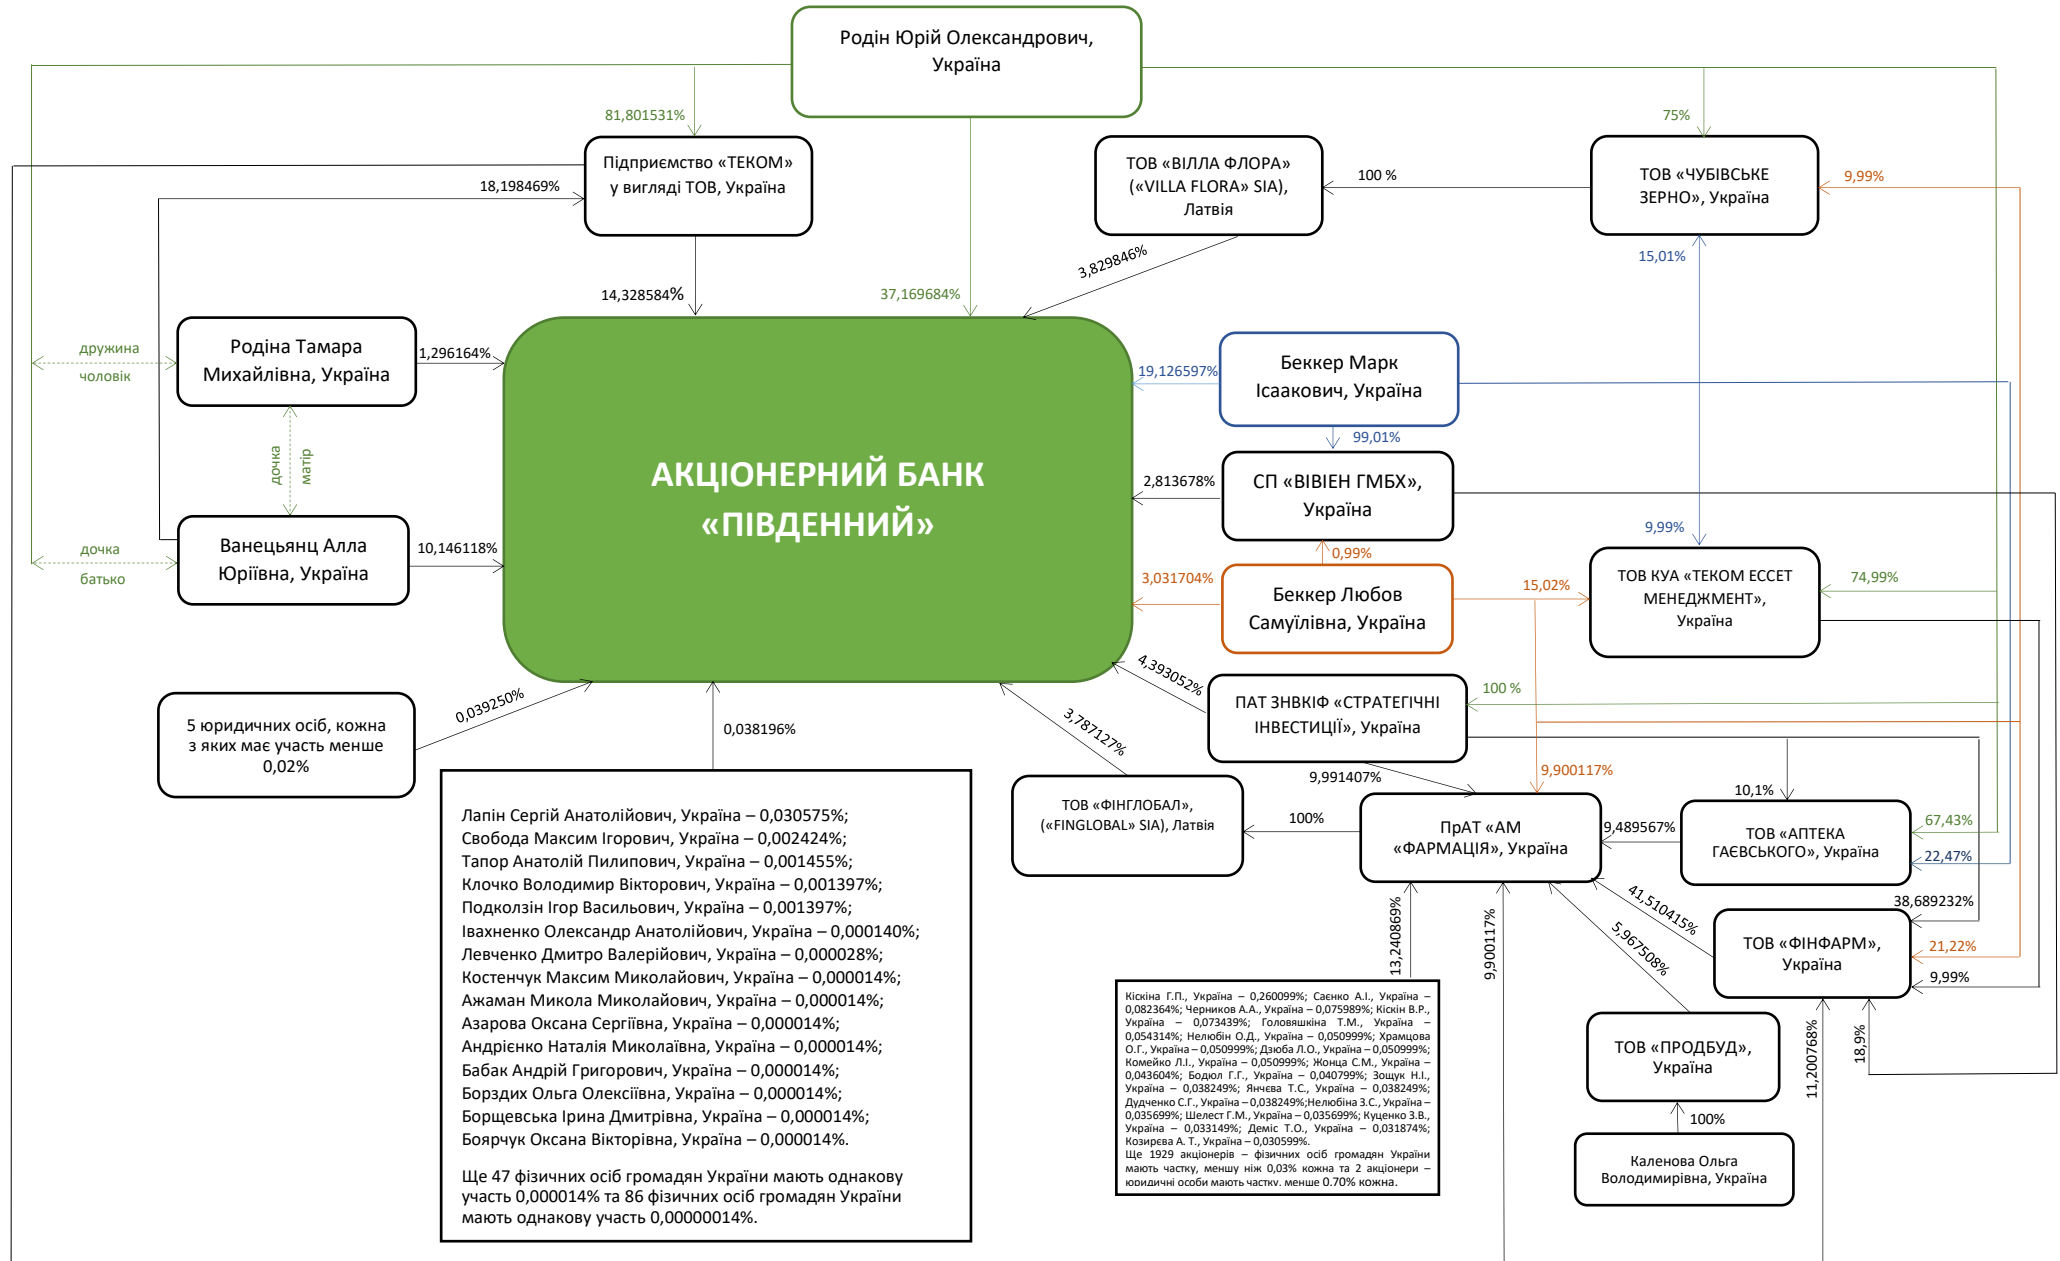 Родін Юрій Олександрович,
Україна
81,801531%
75%
Підприємство «ТЕКОМ»
у вигляді ТОВ, Україна
18,198469%
ТОВ «ВІЛЛА ФЛОРА»
(«VILLA FLORA» SIA),
Латвія
100 %
ТОВ «ЧУБІВСЬКЕ
ЗЕРНО», Україна
9,99%
3,829846%
15,01%
14,328584%
37,169684%
дружина
чоловік
Родіна Тамара
Михайлівна, Україна
1,296164%
19,126597%
Беккер Марк
Ісаакович, Україна
99,01%
дочка
матір
АКЦІОНЕРНИЙ БАНК
«ПІВДЕННИЙ»
2,813678%
СП «ВІВІЕН ГМБХ»,
Україна
9,99%
дочка
батько
Ванецьянц Алла
Юріївна, Україна
10,146118%
0,99%
3,031704%
Беккер Любов
Самуїлівна, Україна
15,02%
ТОВ КУА «ТЕКОМ ЕССЕТ
МЕНЕДЖМЕНТ»,
Україна
74,99%
4,393052%
ПАТ ЗНВКІФ «СТРАТЕГІЧНІ
ІНВЕСТИЦІЇ», Україна
100 %
5 юридичних осіб, кожна
з яких має участь менше
0,02%
0,039250%
0,038196%
3,787127%
9,991407%
9,900117%
10,1%
ТОВ «ФІНГЛОБАЛ»,
(«FINGLOBAL» SIA), Латвія
100%
ПрАТ «АМ
«ФАРМАЦІЯ», Україна
9,489567%
ТОВ «АПТЕКА
ГАЄВСЬКОГО», Україна
67,43%
22,47%
Лапін Сергій Анатолійович, Україна – 0,030575%;
Свобода Максим Ігорович, Україна – 0,002424%;
Тапор Анатолій Пилипович, Україна – 0,001455%;
Клочко Володимир Вікторович, Україна – 0,001397%;
Подколзін Ігор Васильович, Україна – 0,001397%;
Івахненко Олександр Анатолійович, Україна – 0,000140%;
Левченко Дмитро Валерійович, Україна – 0,000028%;
Костенчук Максим Миколайович, Україна – 0,000014%;
Ажаман Микола Миколайович, Україна – 0,000014%;
Азарова Оксана Сергіївна, Україна – 0,000014%;
Андрієнко Наталія Миколаївна, Україна – 0,000014%;
Бабак Андрій Григорович, Україна – 0,000014%;
Борздих Ольга Олексіївна, Україна – 0,000014%;
Борщевська Ірина Дмитрівна, Україна – 0,000014%;
Боярчук Оксана Вікторівна, Україна – 0,000014%.
Ще 47 фізичних осіб громадян України мають однакову
участь 0,000014% та 86 фізичних осіб громадян України
мають однакову участь 0,00000014%.
13,240869%
9,900117%
5,967508%
41,510415%
38,689232%
ТОВ «ФІНФАРМ»,
Україна
21,22%
9,99%
Кіскіна Г.П., Україна – 0,260099%; Саєнко А.І., Україна –
0,082364%; Черников А.А., Україна – 0,075989%; Кіскін В.Р.,
Україна – 0,073439%; Головяшкіна Т.М., Україна –
0,054314%; Нелюбін О.Д., Україна – 0,050999%; Храмцова
О.Г., Україна – 0,050999%; Дзюба Л.О., Україна – 0,050999%;
Комейко Л.І., Україна – 0,050999%; Жонца С.М., Україна –
0,043604%; Бодюл Г.Г., Україна – 0,040799%; Зощук Н.І.,
Україна – 0,038249%; Янчєва Т.С., Україна – 0,038249%;
Дудченко С.Г., Україна – 0,038249%;Нелюбіна З.С., Україна –
0,035699%; Шелест Г.М., Україна – 0,035699%; Куценко З.В.,
Україна – 0,033149%; Деміс Т.О., Україна – 0,031874%;
Козирєва А. Т., Україна – 0,030599%.
Ще 1929 акціонерів – фізичних осіб громадян України
мають частку, меншу ніж 0,03% кожна та 2 акціонери –
юридичні особи мають частку, менше 0.70% кожна.
ТОВ «ПРОДБУД»,
Україна
11,200768%
18,9%
100%
Каленова Ольга
Володимирівна, Україна